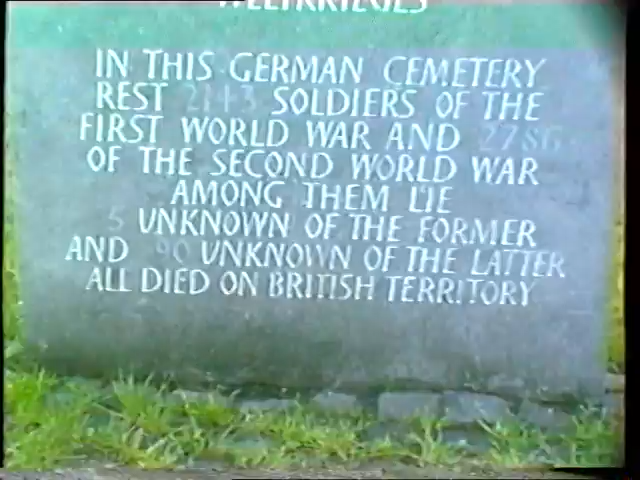 WELTKRIEGES
IN THIS GERMAN CEMETERY
REST 2143 SOLDIERS OF THE
FIRST WORLD WAR AND 2786
OF THE SECOND WORLD WAR
AMONG THEM LIE
5 UNKNOWN OF THE FORMER
AND 90 UNKNOWN OF THE LATTER
ALL DIED ON BRITISH TERRITORY